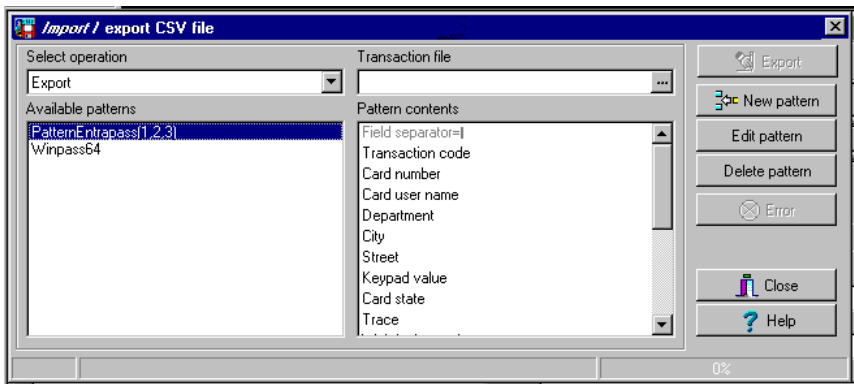 Import / export CSV file
Select operation
Transaction file
Export
Export
...
Available patterns
Pattern contents
New pattern
PatternEntrapass(1,2,3)
Winpass64
Field separator=|
Transaction code
Card number
Card user name
Department
City
Street
Keypad value
Card state
Trace
Edit pattern
Delete pattern
Error
Close
Help
0%